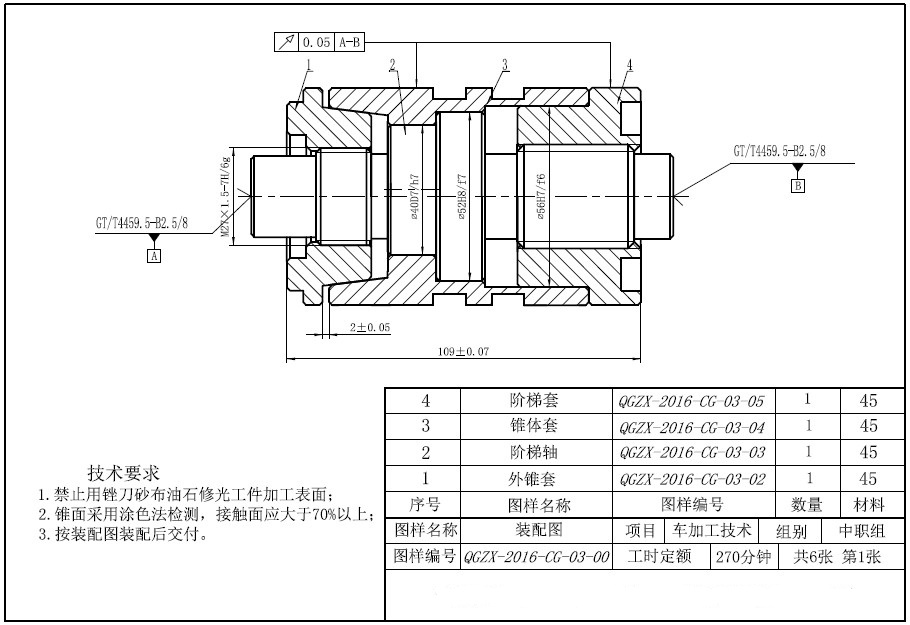 0.05 A-B
1 2 3 4
GT/T4459.5-B2.5/8
B
GT/T4459.5-B2.5/8
A
M27×1.5-7H/6g
⌀40D7/h7
⌀52H8/f7
⌀56H7/f6
2±0.05
109±0.07
4 阶梯套 QGZX-2016-CG-03-05 1 45
3 锥体套 QGZX-2016-CG-03-04 1 45
2 阶梯轴 QGZX-2016-CG-03-03 1 45
1 外锥套 QGZX-2016-CG-03-02 1 45
序号 图样名称 图样编号 数量 材料
图样名称 装配图 项目 车加工技术 组别 中职组
图样编号 QGZX-2016-CG-03-00 工时定额 270分钟 共6张 第1张
技术要求
1.禁止用锉刀砂布油石修光工件加工表面；
2.锥面采用涂色法检测，接触面应大于70%以上；
3.按装配图装配后交付。